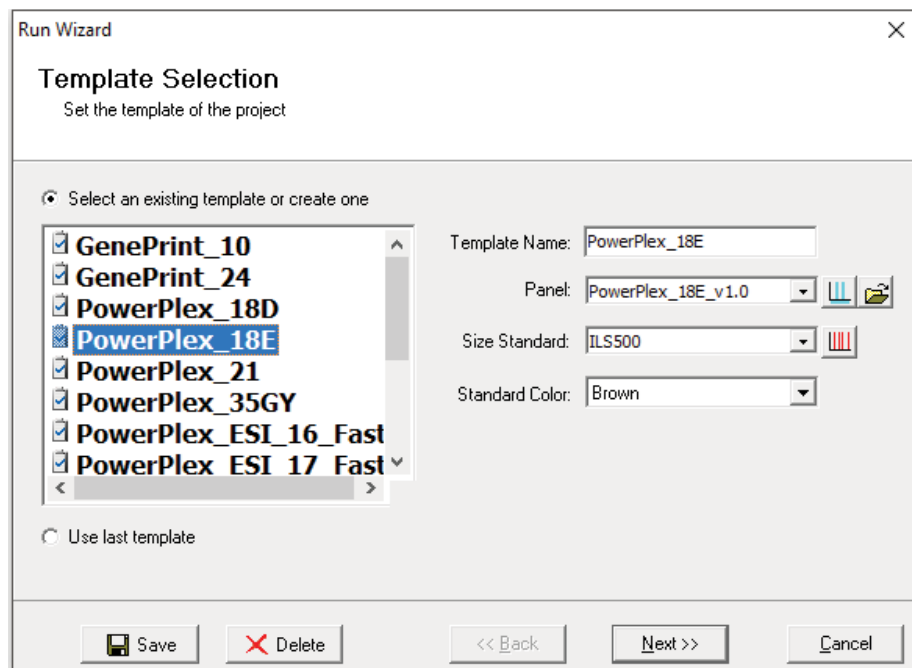 Run Wizard
Template Selection
Set the template of the project
Select an existing template or create one
GenePrint_10
GenePrint_24
PowerPlex_18D
PowerPlex_18E
PowerPlex_21
PowerPlex_35GY
PowerPlex_ESI_16_Fast
PowerPlex_ESI_17_Fast
Use last template
Template Name: PowerPlex_18E
Panel: PowerPlex_18E_v1.0
Size Standard: ILS500
Standard Color: Brown
Save Delete << Back Next >> Cancel